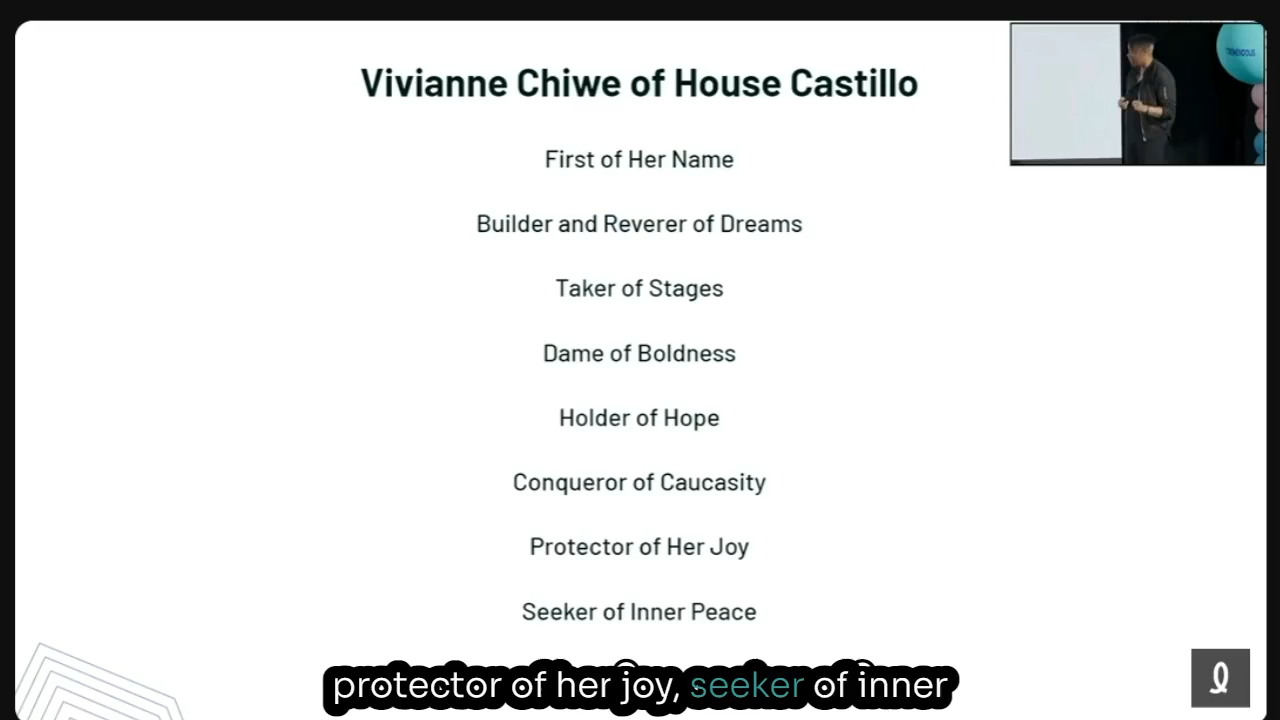 Vivianne Chiwe of House Castillo
TREMENDOUS
First of Her Name
Builder and Reverer of Dreams
Taker of Stages
Dame of Boldness
Holder of Hope
Conqueror of Caucasity
Protector of Her Joy
Seeker of Inner Peace
protector of her joy, seeker of inner